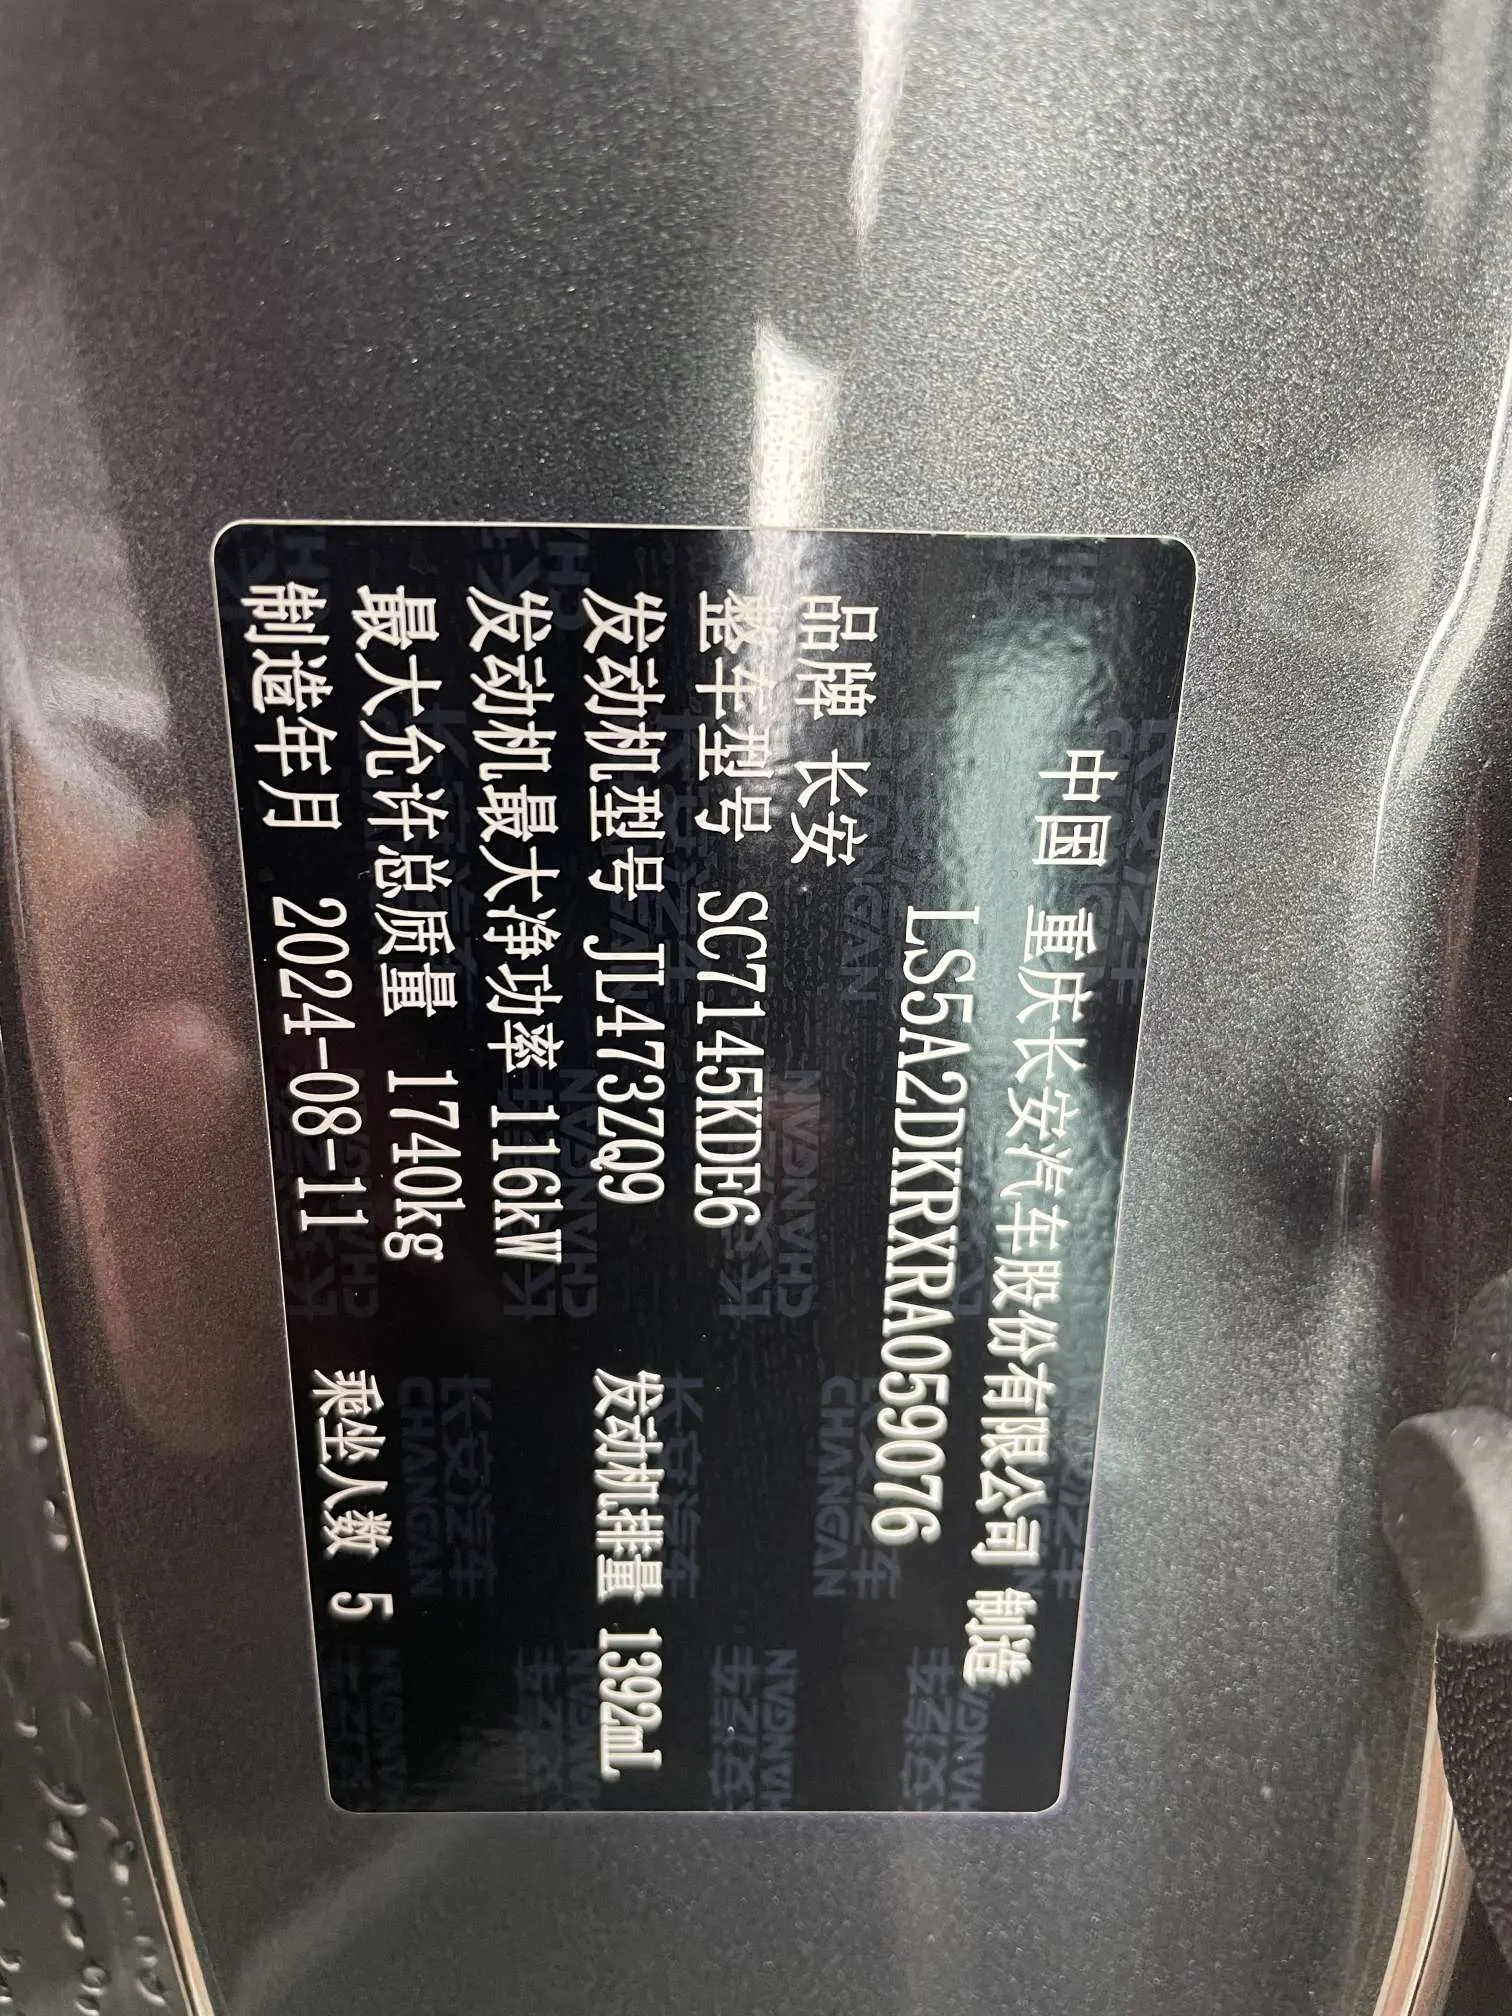 中国 重庆长安汽车股份有限公司 制造
LS5A2DKRXRA059076
品牌 长安
整车型号 SC7145KDE6
发动机型号 JL473ZQ9 发动机排量 1392mL
发动机最大净功率 116kW
最大允许总质量 1740kg
制造年月 2024-08-11 乘坐人数 5